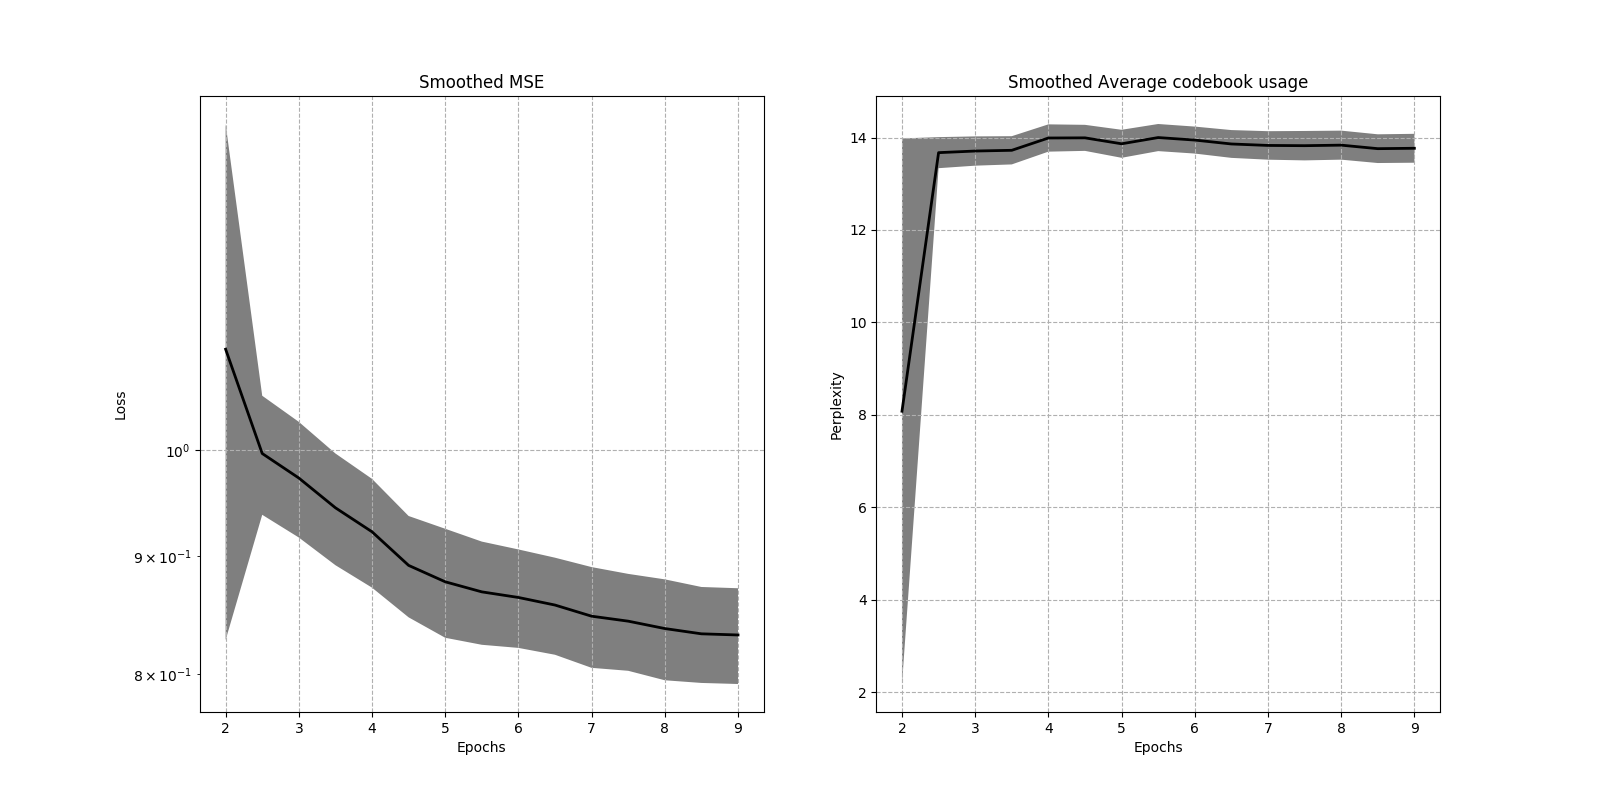 Smoothed MSE
Loss
10⁰
9 × 10⁻¹
8 × 10⁻¹
2 3 4 5 6 7 8 9
Epochs
Smoothed Average codebook usage
Perplexity
14
12
10
8
6
4
2
2 3 4 5 6 7 8 9
Epochs